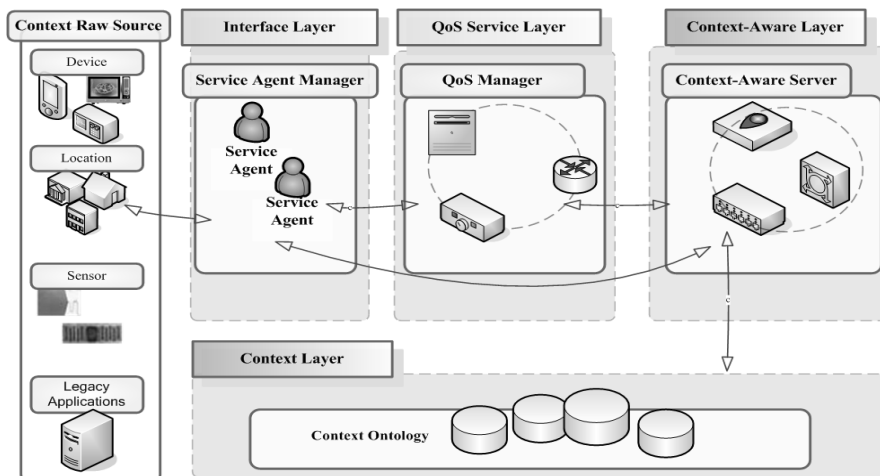 Context Raw Source
Device
Location
Sensor
Legacy
Applications
Interface Layer
Service Agent Manager
Service
Agent
Service
Agent
QoS Service Layer
QoS Manager
Context-Aware Layer
Context-Aware Server
c
c
c
Context Layer
Context Ontology